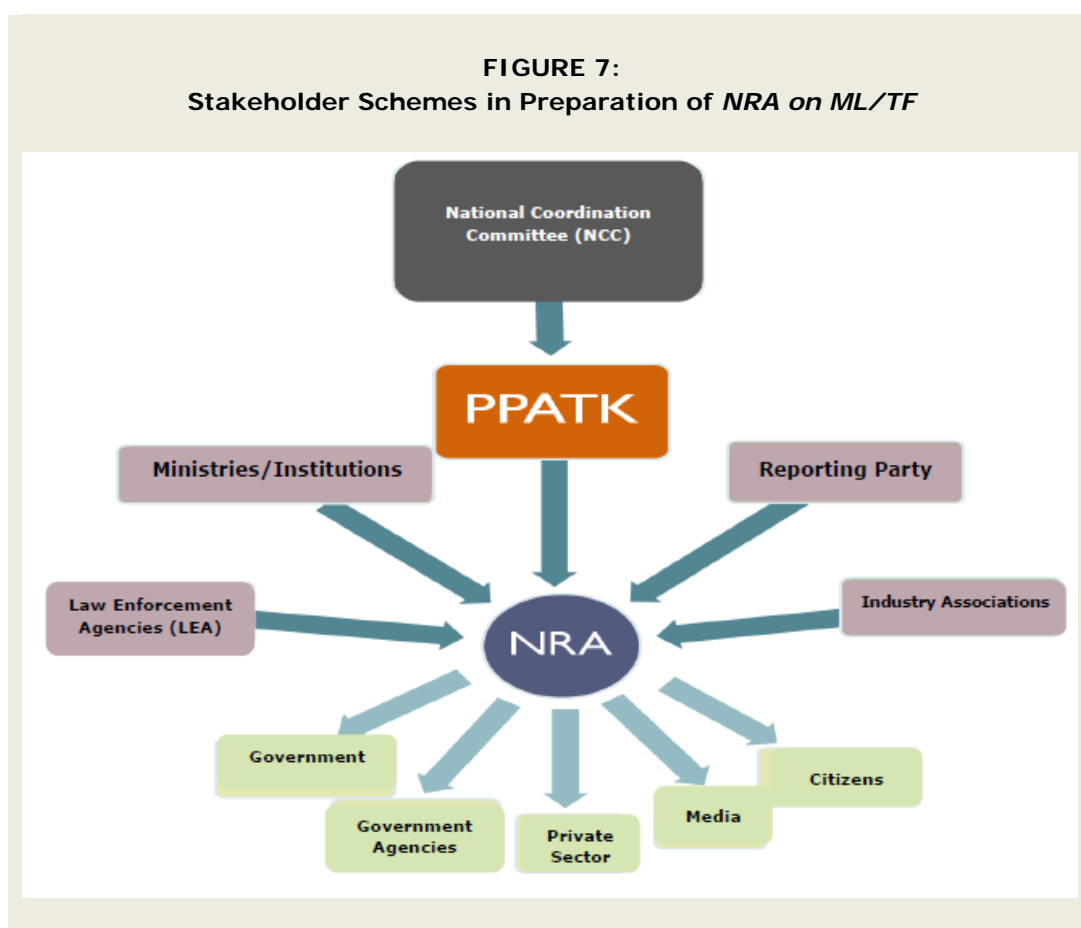 FIGURE 7:
Stakeholder Schemes in Preparation of NRA on ML/TF
National Coordination
Committee (NCC)
PPATK
Ministries/Institutions
Reporting Party
Law Enforcement
Agencies (LEA)
Industry Associations
NRA
Government
Government
Agencies
Private
Sector
Media
Citizens